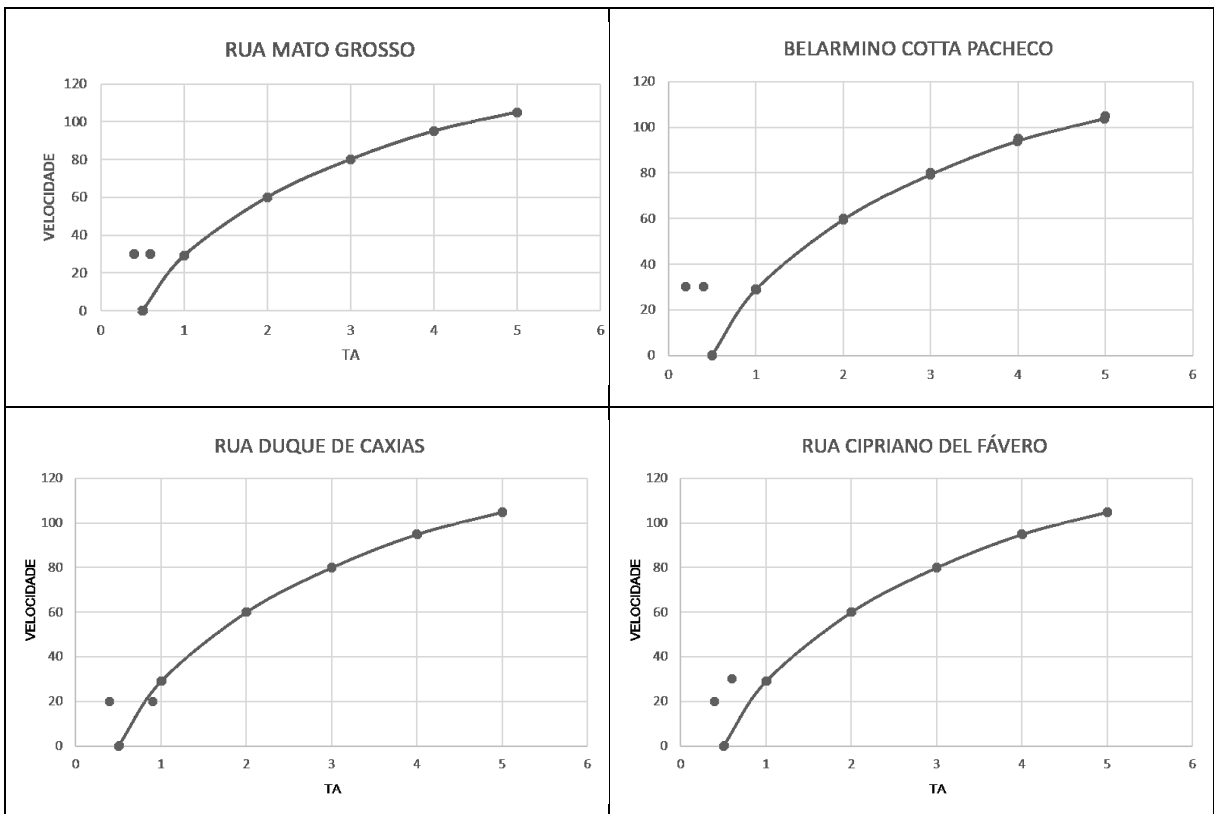 RUA MATO GROSSO
120
100
80
60
40
20
0
VELOCIDADE
0 1 2 3 4 5 6
TA
BELARMINO COTTA PACHECO
120
100
80
60
40
20
0
0 1 2 3 4 5 6
RUA DUQUE DE CAXIAS
120
100
80
60
40
20
0
VELOCIDADE
0 1 2 3 4 5 6
TA
RUA CIPRIANO DEL FÁVERO
120
100
80
60
40
20
0
VELOCIDADE
0 1 2 3 4 5 6
TA